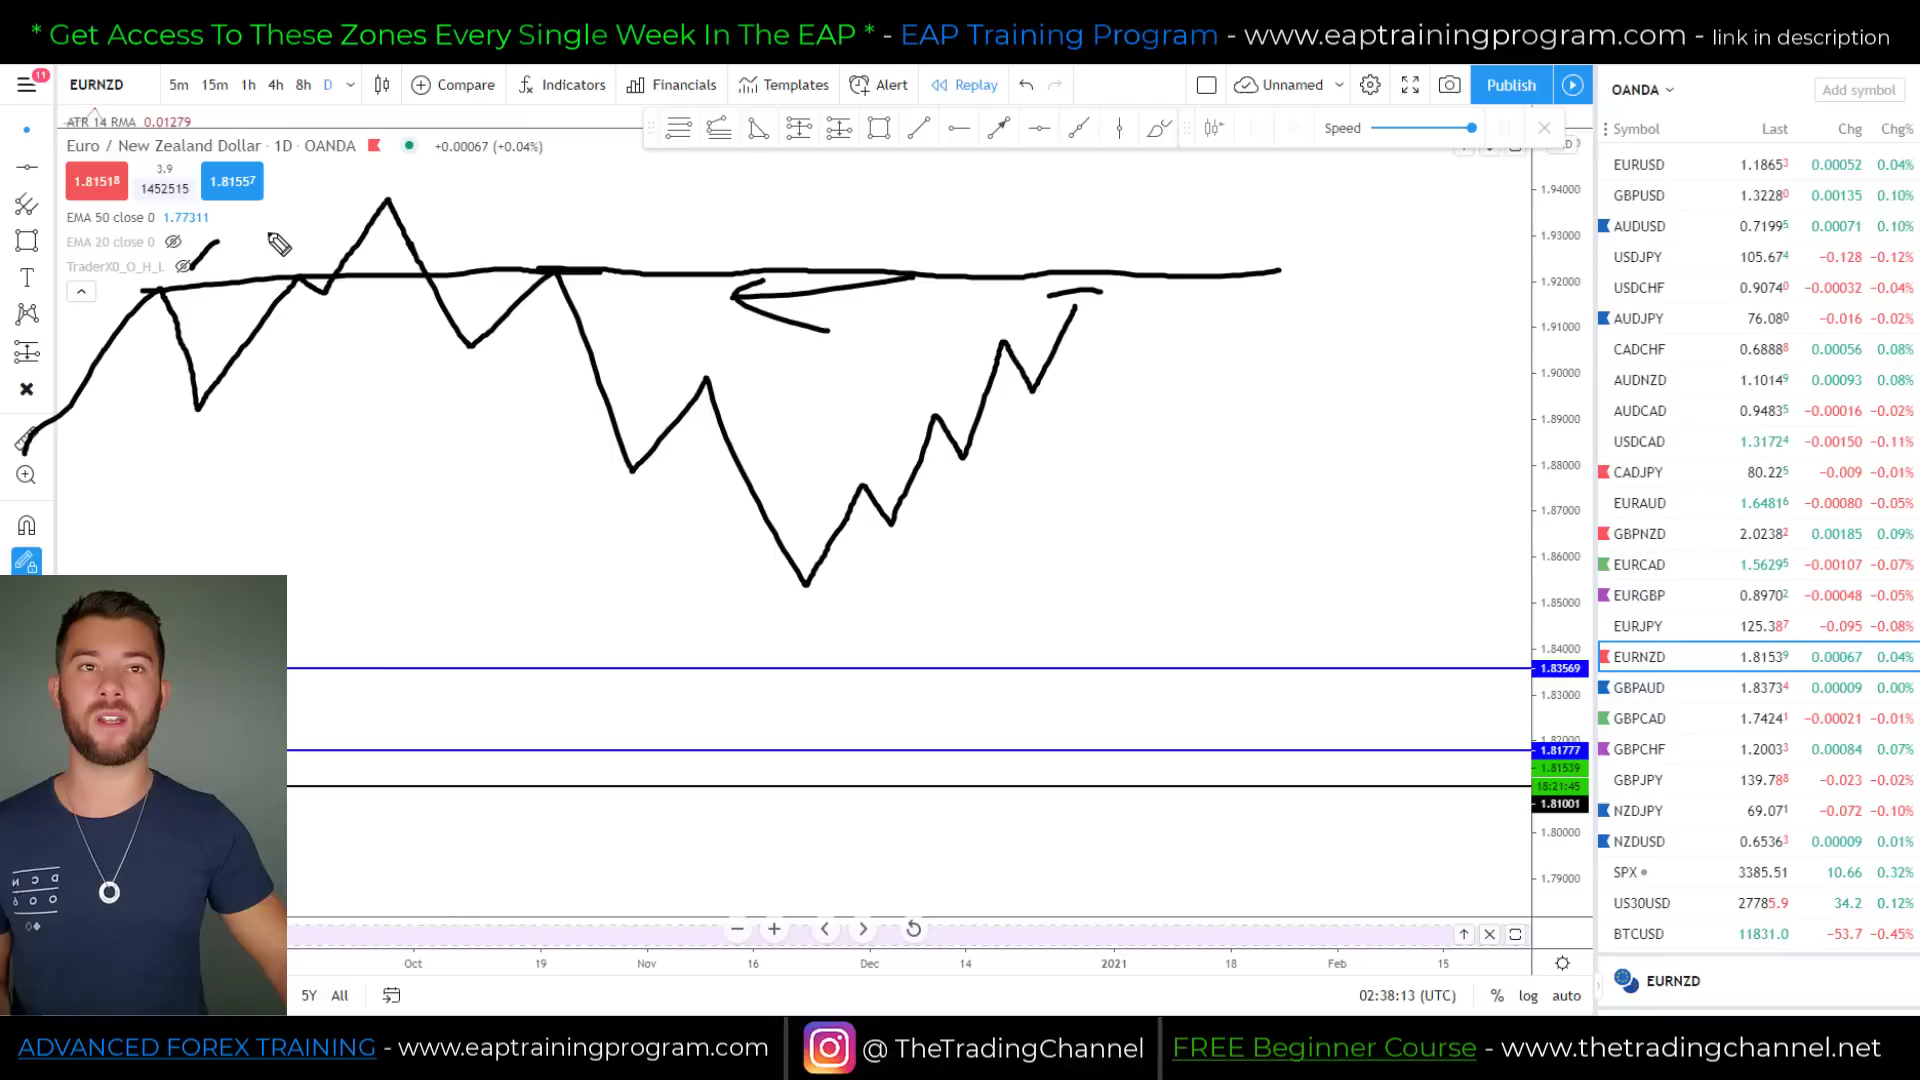 * Get Access To These Zones Every Single Week In The EAP * - EAP Training Program - www.eaptrainingprogram.com - link in description
11
EURNZD 5m 15m 1h 4h 8h D Compare Indicators Financials Templates Alert Replay Unnamed Publish
OANDA Add symbol
ATR 14 RMA 0.01279
Speed
Symbol Last Chg Chg%
Euro / New Zealand Dollar · 1D · OANDA +0.00067 (+0.04%)
1.81518 3.9 1452515 1.81557
EMA 50 close 0 1.77311
EMA 20 close 0
TraderX0_O_H_L
1.94000
1.93000
1.92000
1.91000
1.90000
1.89000
1.88000
1.87000
1.86000
1.85000
1.84000
1.83569
1.83000
1.82000
1.81777
1.81539
18:21:45
1.81001
1.80000
1.79000
EURUSD 1.18653 0.00052 0.04%
GBPUSD 1.32280 0.00135 0.10%
AUDUSD 0.71995 0.00071 0.10%
USDJPY 105.674 −0.128 −0.12%
USDCHF 0.90740 −0.00032 −0.04%
AUDJPY 76.080 −0.016 −0.02%
CADCHF 0.68888 0.00056 0.08%
AUDNZD 1.10149 0.00093 0.08%
AUDCAD 0.94835 −0.00016 −0.02%
USDCAD 1.31724 −0.00150 −0.11%
CADJPY 80.225 −0.009 −0.01%
EURAUD 1.64816 −0.00080 −0.05%
GBPNZD 2.02382 0.00185 0.09%
EURCAD 1.56295 −0.00107 −0.07%
EURGBP 0.89702 −0.00048 −0.05%
EURJPY 125.387 −0.095 −0.08%
EURNZD 1.81539 0.00067 0.04%
GBPAUD 1.83734 0.00009 0.00%
GBPCAD 1.74241 −0.00021 −0.01%
GBPCHF 1.20033 0.00084 0.07%
GBPJPY 139.788 −0.023 −0.02%
NZDJPY 69.071 −0.072 −0.10%
NZDUSD 0.65363 0.00009 0.01%
SPX 3385.51 10.66 0.32%
US30USD 27785.9 34.2 0.12%
BTCUSD 11831.0 −53.7 −0.45%
EURNZD
Oct 19 Nov 16 Dec 14 2021 18 Feb 15
5Y All 02:38:13 (UTC) % log auto
ADVANCED FOREX TRAINING - www.eaptrainingprogram.com @ TheTradingChannel FREE Beginner Course - www.thetradingchannel.net